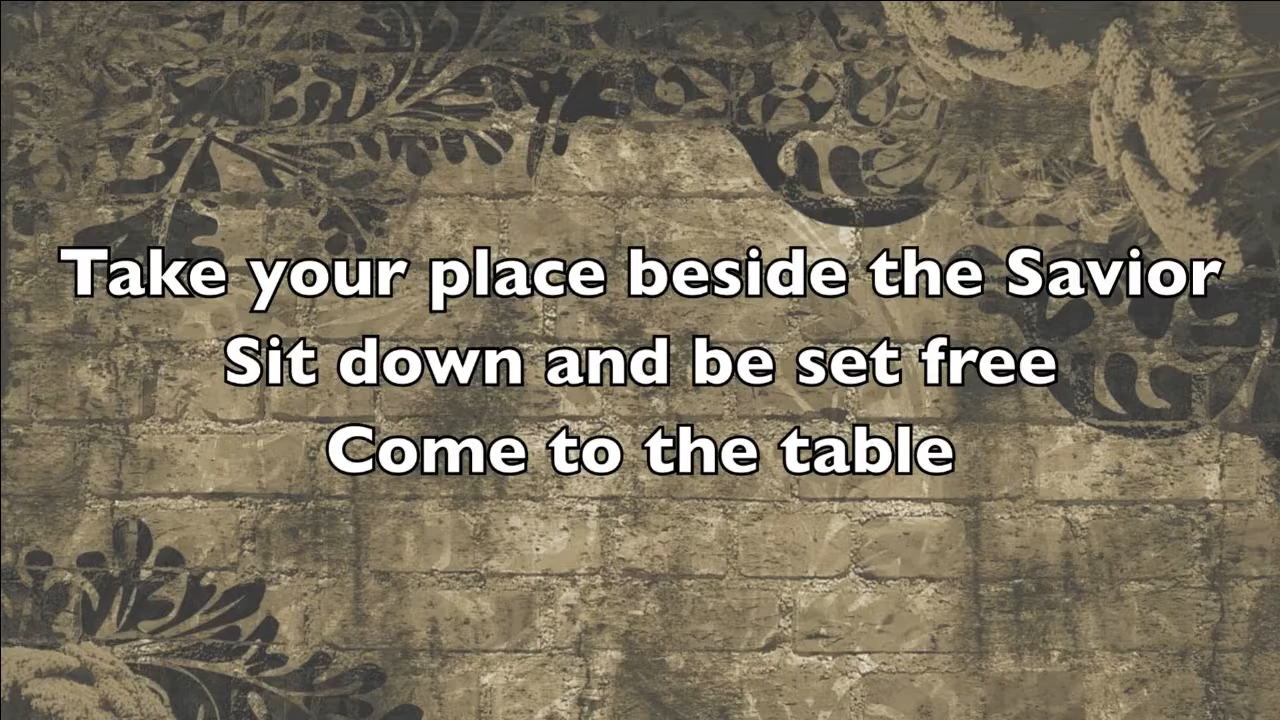 Take your place beside the Savior
Sit down and be set free
Come to the table